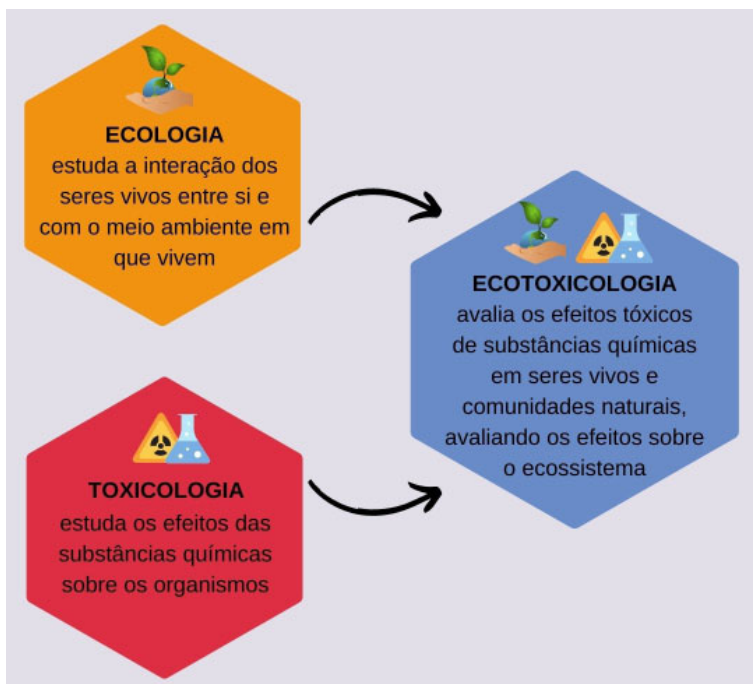 ECOLOGIA
estuda a interação dos
seres vivos entre si e
com o meio ambiente em
que vivem
TOXICOLOGIA
estuda os efeitos das
substâncias químicas
sobre os organismos
ECOTOXICOLOGIA
avalia os efeitos tóxicos
de substâncias químicas
em seres vivos e
comunidades naturais,
avaliando os efeitos sobre
o ecossistema